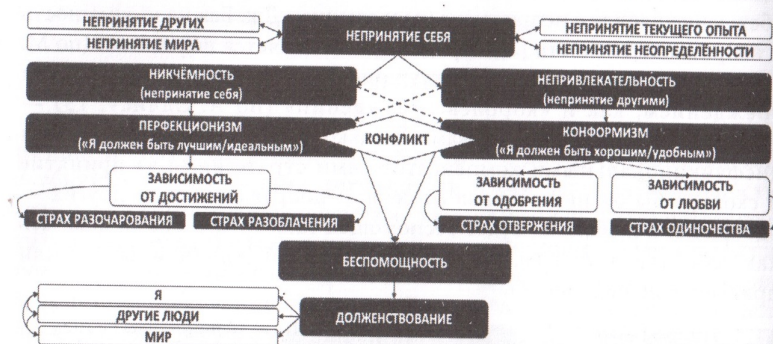 НЕПРИНЯТИЕ ДРУГИХ
НЕПРИНЯТИЕ МИРА
НЕПРИНЯТИЕ СЕБЯ
НЕПРИНЯТИЕ ТЕКУЩЕГО ОПЫТА
НЕПРИНЯТИЕ НЕОПРЕДЕЛЁННОСТИ
НИКЧЁМНОСТЬ
(непринятие себя)
НЕПРИВЛЕКАТЕЛЬНОСТЬ
(непринятие другими)
ПЕРФЕКЦИОНИЗМ
(«Я должен быть лучшим/идеальным»)
КОНФЛИКТ
КОНФОРМИЗМ
(«Я должен быть хорошим/удобным»)
ЗАВИСИМОСТЬ
ОТ ДОСТИЖЕНИЙ
СТРАХ РАЗОЧАРОВАНИЯ
СТРАХ РАЗОБЛАЧЕНИЯ
ЗАВИСИМОСТЬ
ОТ ОДОБРЕНИЯ
СТРАХ ОТВЕРЖЕНИЯ
ЗАВИСИМОСТЬ
ОТ ЛЮБВИ
СТРАХ ОДИНОЧЕСТВА
БЕСПОМОЩНОСТЬ
Я
ДРУГИЕ ЛЮДИ
МИР
ДОЛЖЕНСТВОВАНИЕ